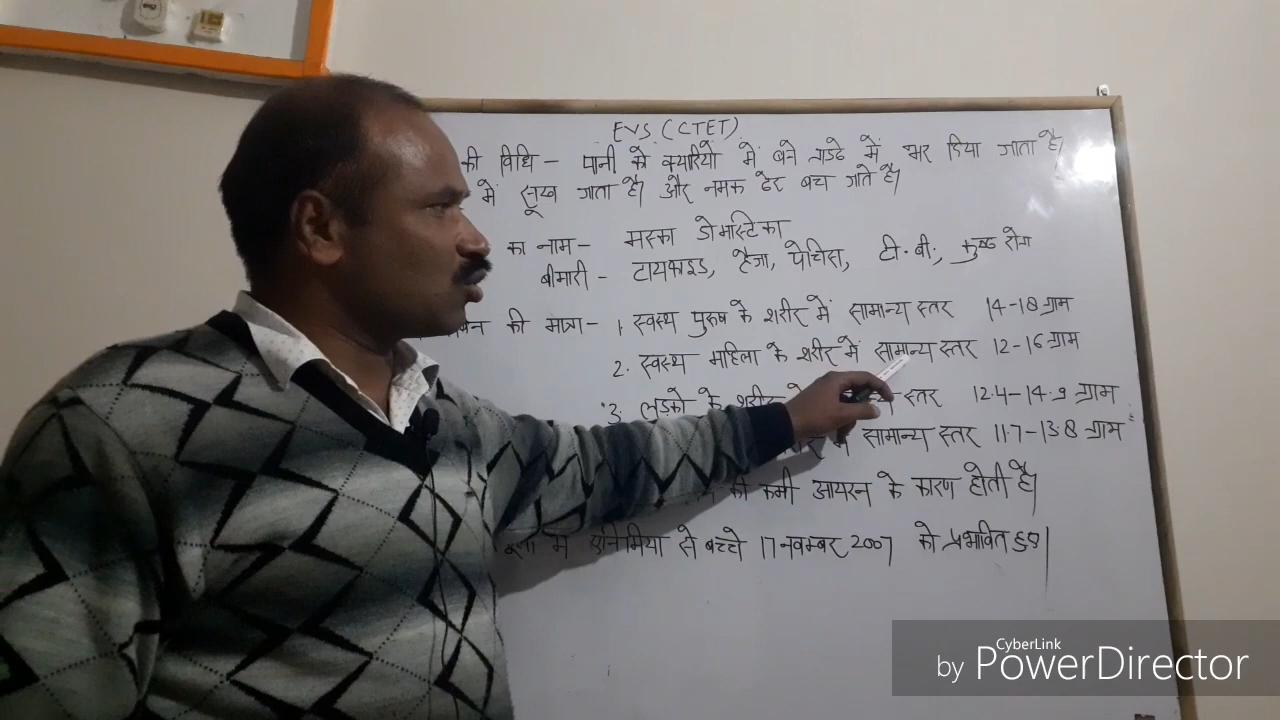 EVS (CTET)
की विधि - पानी को क्यारियों में बने गड्ढे में भर दिया जाता है।
में सूख जाता है। और नमक ढेर बच जाते है।
का नाम - मस्का डोमस्टिका
बीमारी - टायफाइड, हैजा, पेचिस, टी.बी., कुष्ठ रोग
की मात्रा - 1. स्वस्थ पुरुष के शरीर में सामान्य स्तर 14-18 ग्राम
2. स्वस्थ महिला के शरीर में सामान्य स्तर 12-16 ग्राम
3. लड़को के शरीर स्तर 12.4-14.9 ग्राम
में सामान्य स्तर 11.7-13.8 ग्राम
की कमी आयरन के कारण होती है।
में एनिमिया से बच्चे 17 नवम्बर 2007 को प्रभावित हुए।
CyberLink
by PowerDirector